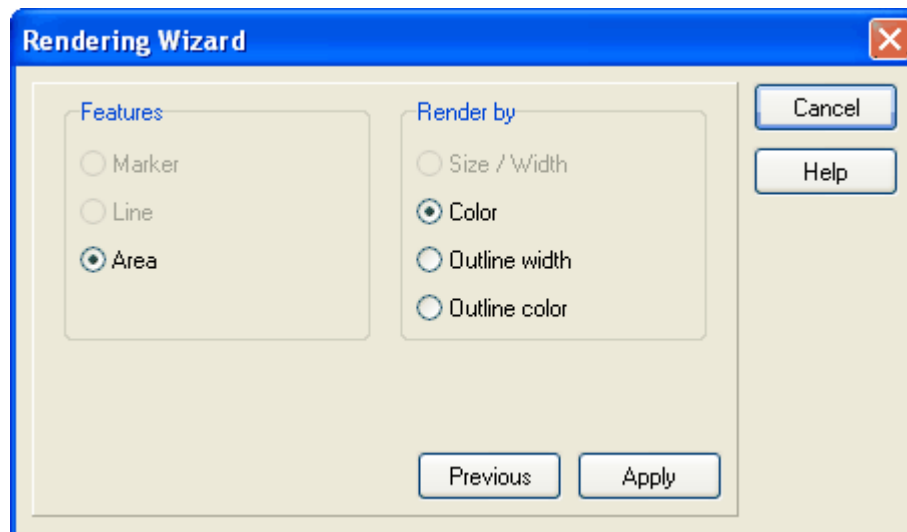 Rendering Wizard
Features
Marker
Line
Area
Render by
Size / Width
Color
Outline width
Outline color
Cancel
Help
Previous
Apply